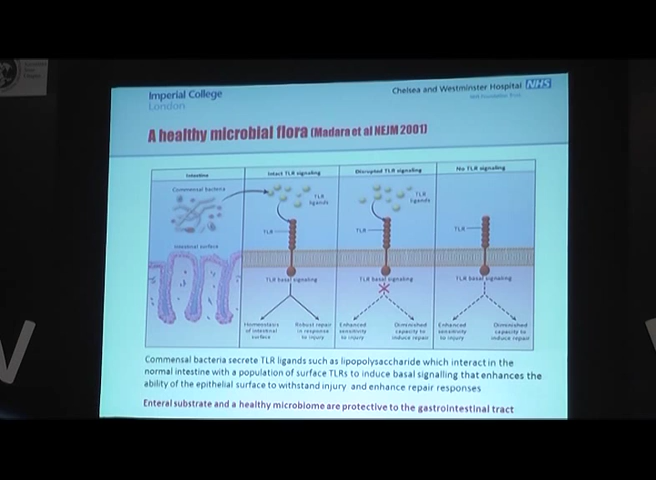 Imperial College
London
Chelsea and Westminster Hospital NHS
A healthy microbial flora (Madara et al NEJM 2001)
Intestine
Intact TLR signaling
Disrupted TLR signaling
No TLR signaling
Commensal bacteria
TLR
ligands
TLR
ligands
TLR
TLR
TLR
Intestinal surface
TLR basal signaling
TLR basal signaling
TLR basal signaling
Homeostasis
of intestinal
surface
Robust repair
in response
to injury
Enhanced
sensitivity
to injury
Diminished
capacity to
induce repair
Enhanced
sensitivity
to injury
Diminished
capacity to
induce repair
Commensal bacteria secrete TLR ligands such as lipopolysaccharide which interact in the
normal intestine with a population of surface TLRs to induce basal signalling that enhances the
ability of the epithelial surface to withstand injury and enhance repair responses
Enteral substrate and a healthy microbiome are protective to the gastrointestinal tract